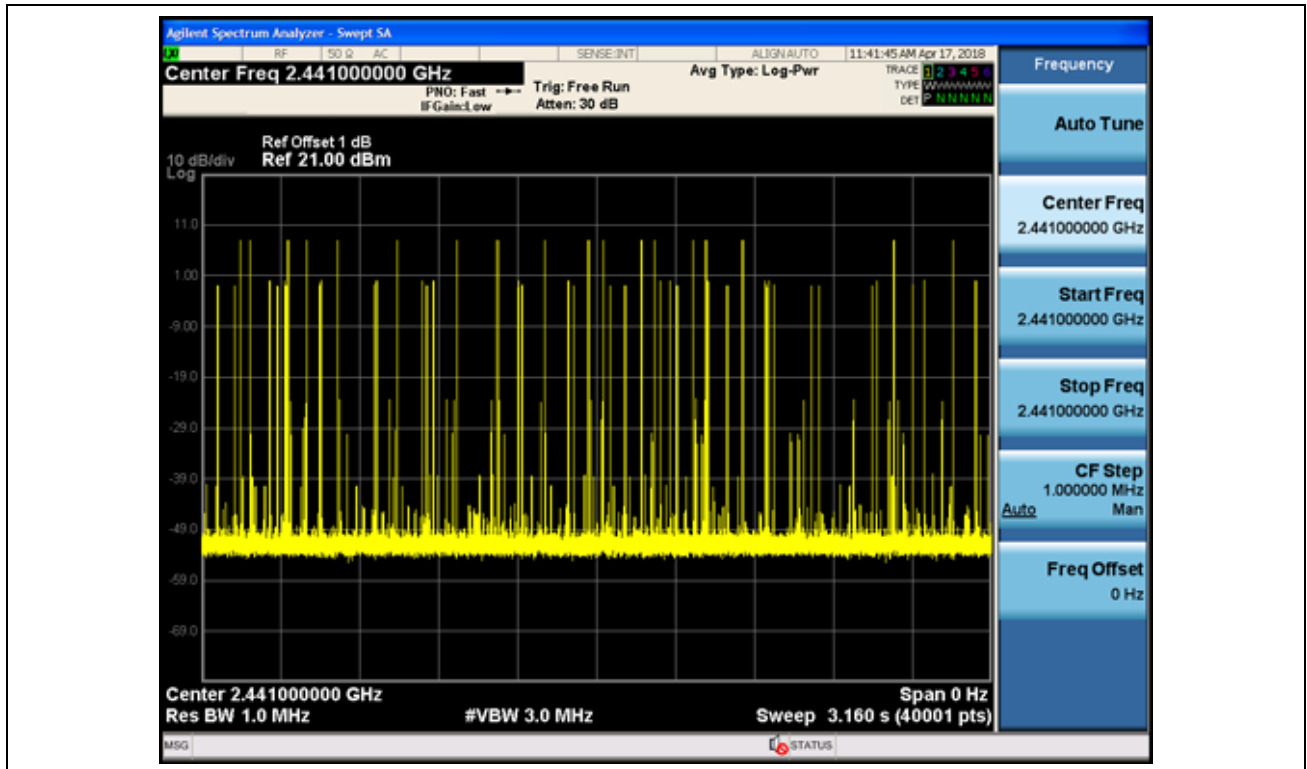 Agilent Spectrum Analyzer - Swept SA
RF 50 Ω AC SENSE:INT ALIGNAUTO 11:41:45 AM Apr 17, 2018
Center Freq 2.441000000 GHz
PNO: Fast
IFGain:Low
Trig: Free Run
Atten: 30 dB
Avg Type: Log-Pwr
TRACE 1 2 3 4 5 6
TYPE
DET P N N N N N
Frequency
Ref Offset 1 dB
10 dB/div Ref 21.00 dBm
Log
11.0
1.00
-9.00
-19.0
-29.0
-39.0
-49.0
-59.0
-69.0
Center 2.441000000 GHz Span 0 Hz
Res BW 1.0 MHz #VBW 3.0 MHz Sweep 3.160 s (40001 pts)
MSG STATUS
Auto Tune
Center Freq
2.441000000 GHz
Start Freq
2.441000000 GHz
Stop Freq
2.441000000 GHz
CF Step
1.000000 MHz
Auto Man
Freq Offset
0 Hz